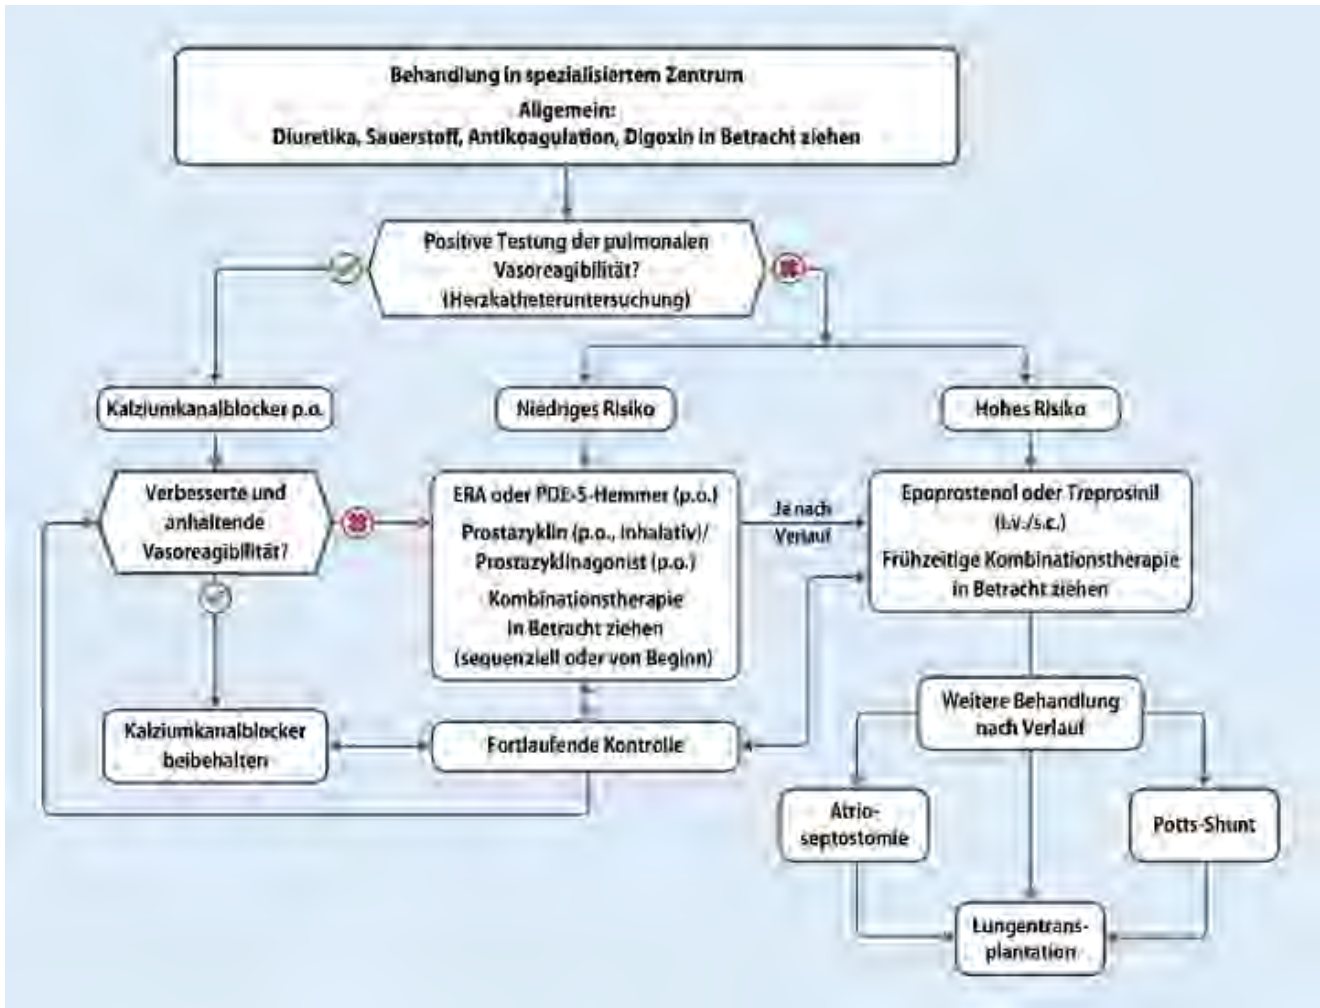 Behandlung in spezialisiertem Zentrum
Allgemein:
Diuretika, Sauerstoff, Antikoagulation, Digoxin in Betracht ziehen
Positive Testung der pulmonalen
Vasoreagibilität?
(Herzkatheteruntersuchung)
Kalziumkanalblocker p.o.
Niedriges Risiko
Hohes Risiko
Verbesserte und
anhaltende
Vasoreagibilität?
ERA oder PDE-5-Hemmer (p.o.)
Prostazyklin (p.o., inhalativ)/
Prostazyklinagonist (p.o.)
Kombinationstherapie
in Betracht ziehen
(sequenziell oder von Beginn)
Je nach
Verlauf
Epoprostenol oder Treprosinil
(i.v./s.c.)
Frühzeitige Kombinationstherapie
in Betracht ziehen
Kalziumkanalblocker
beibehalten
Fortlaufende Kontrolle
Weitere Behandlung
nach Verlauf
Atrio-
septostomie
Potts-Shunt
Lungentrans-
plantation